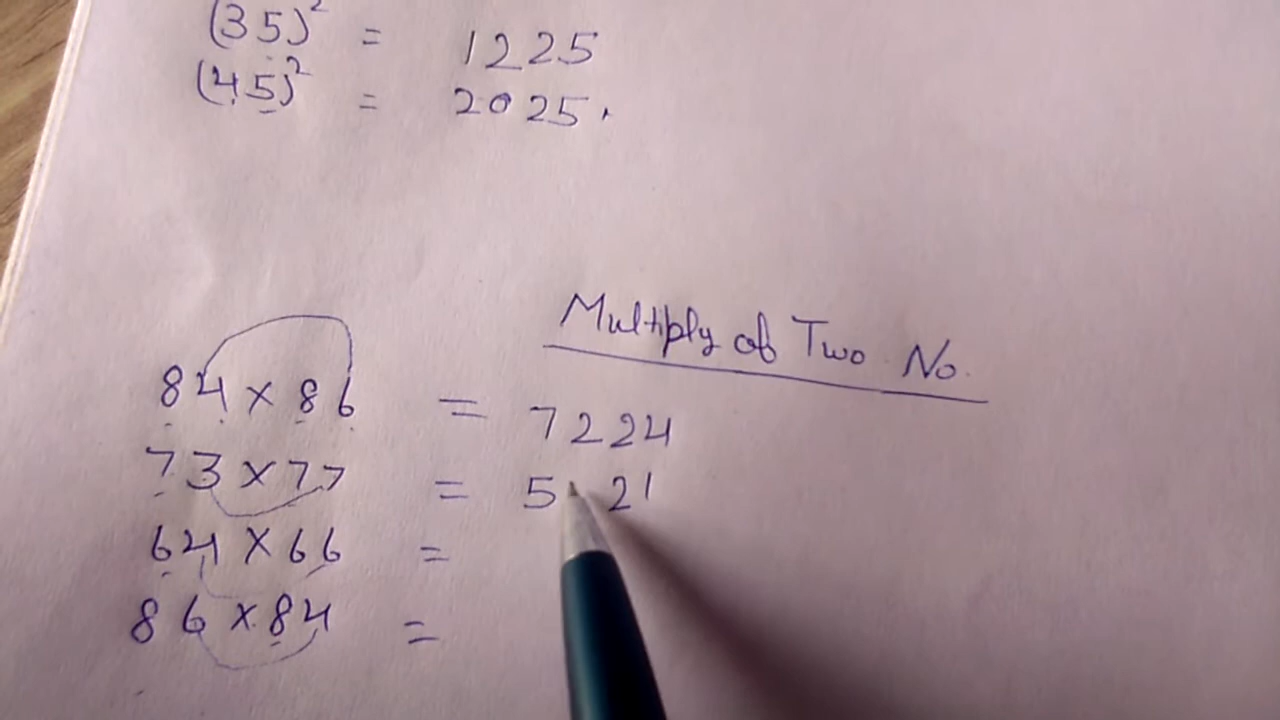 (35)² = 1225
(45)² = 2025.
Multiply of Two No.
84 × 86 = 7224
73 × 77 = 5 21
64 × 66 =
86 × 84 =